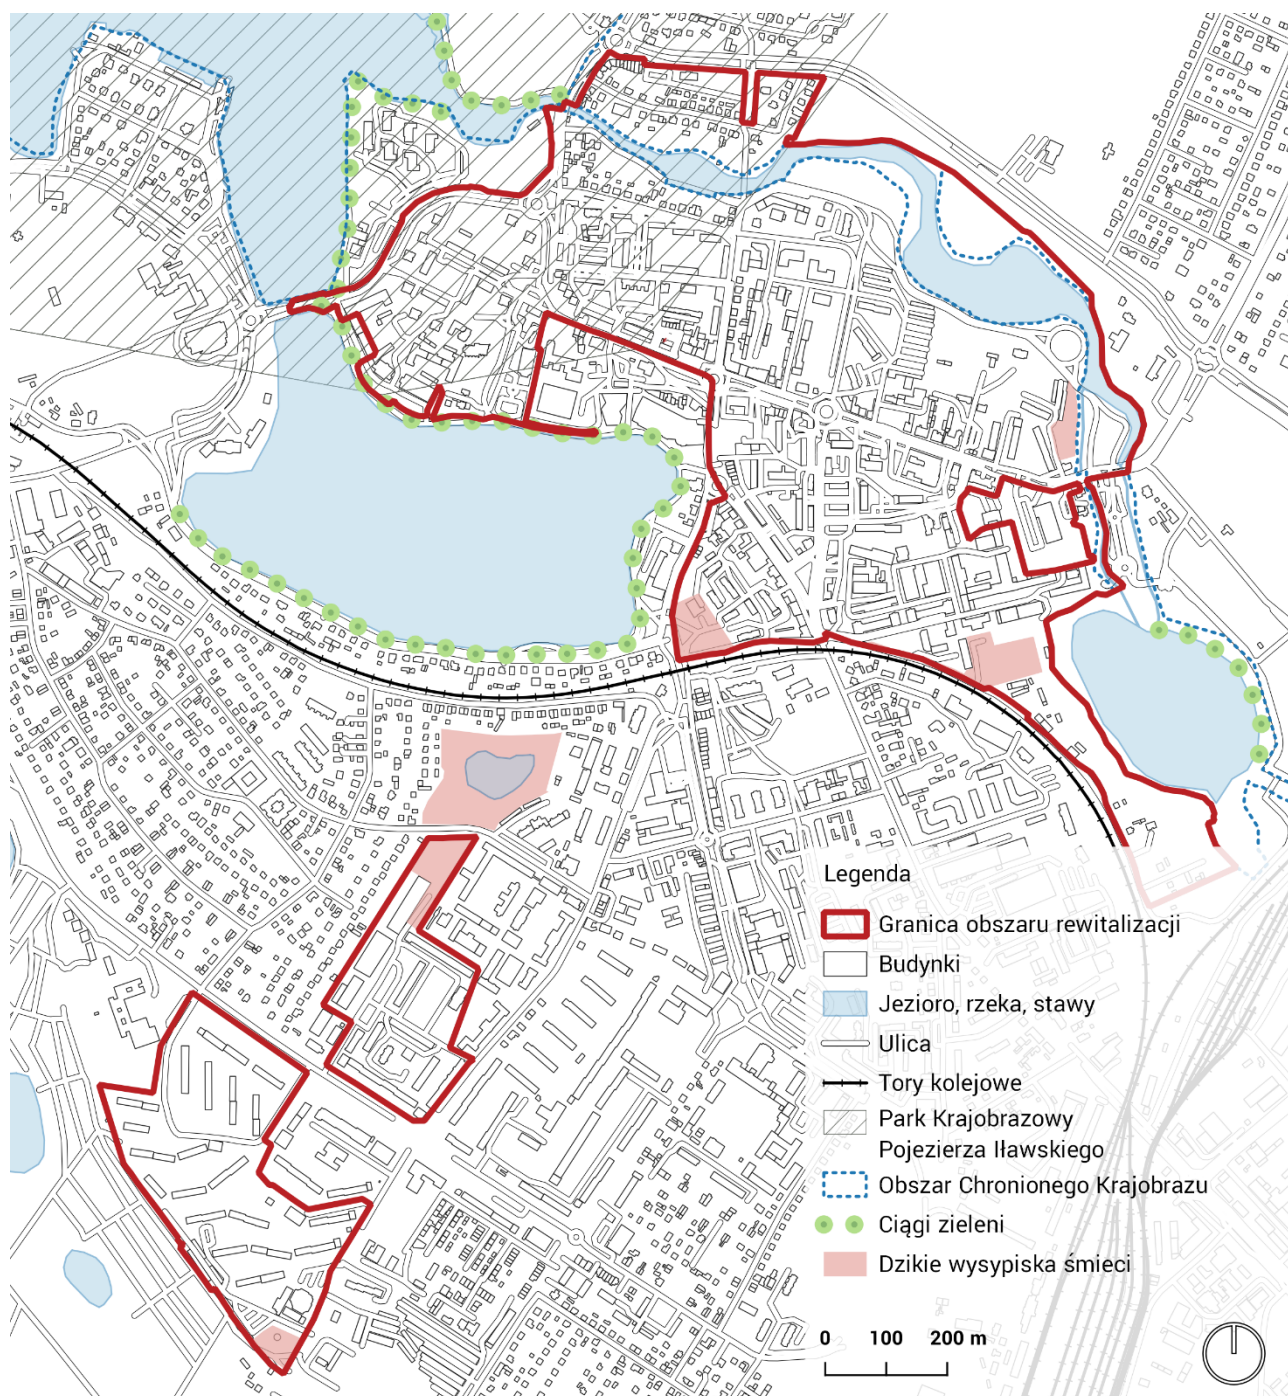 Legenda
Granica obszaru rewitalizacji
Budynki
Jezioro, rzeka, stawy
Ulica
Tory kolejowe
Park Krajobrazowy
Pojezierza Iławskiego
Obszar Chronionego Krajobrazu
Ciągi zieleni
Dzikie wysypiska śmieci
0 100 200 m